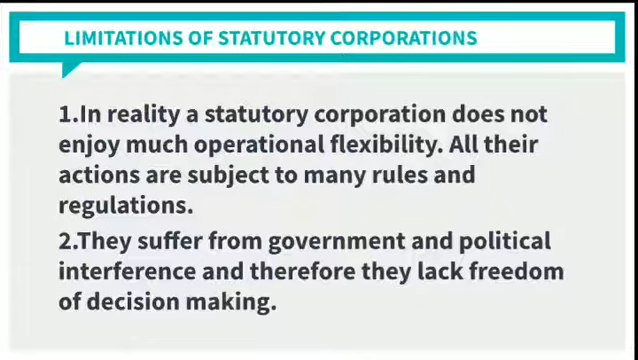 LIMITATIONS OF STATUTORY CORPORATIONS
1.In reality a statutory corporation does not
enjoy much operational flexibility. All their
actions are subject to many rules and
regulations.
2.They suffer from government and political
interference and therefore they lack freedom
of decision making.